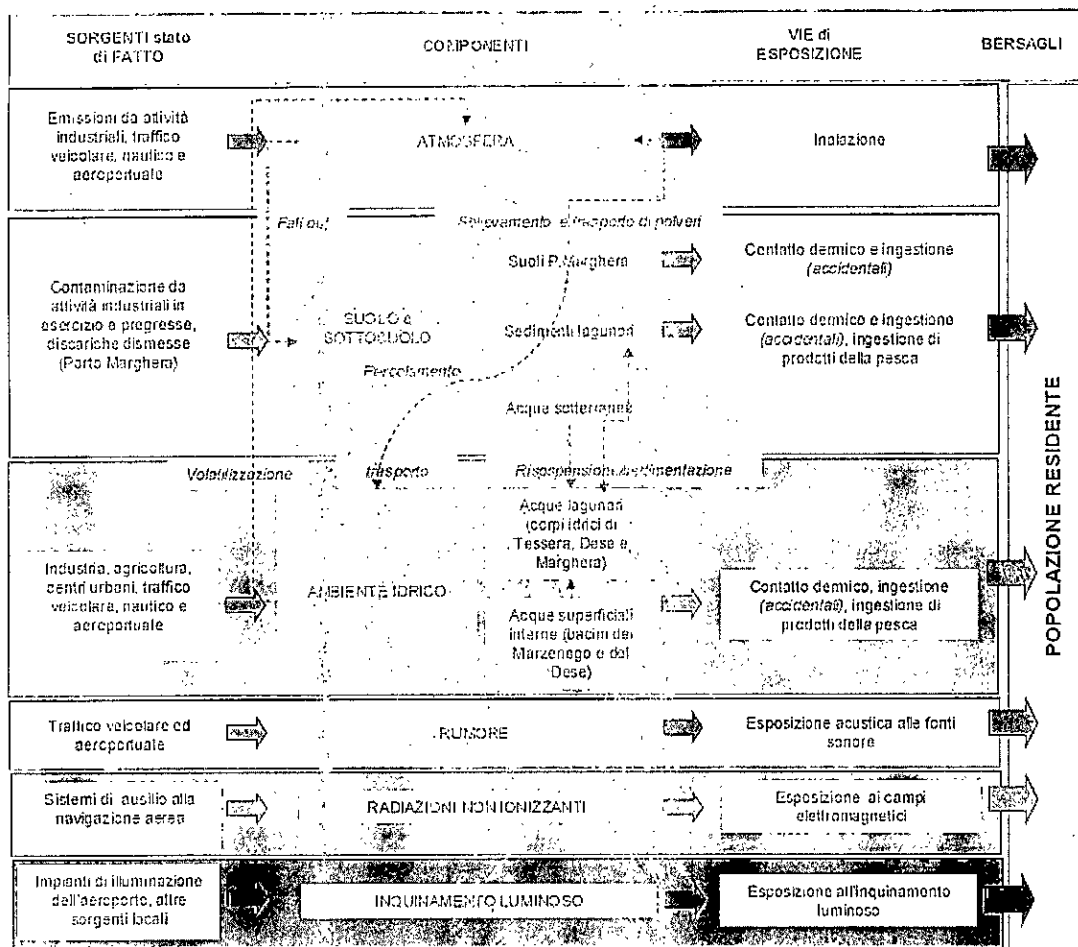 SORGENTI stato
di FATTO
COMPONENTI
VIE di
ESPOSIZIONE
BERSAGLI
Emissioni da attività
industriali, traffico
veicolare, nautico e
aeroportuale
ATMOSFERA
Inalazione
Fall out
Sollevamento e trasporto di polveri
Contaminazione da
attività industriali in
esercizio e pregresse,
discariche dismesse
(Porto Marghera)
SUOLO e
SOTTOSUOLO
Suoli P.Marghera
Contatto dermico e ingestione
(accidentali)
Sedimenti lagunari
Contatto dermico e ingestione
(accidentali), ingestione di
prodotti della pesca
Percolamento
Acque sotterranee
Volatilizzazione
trasporto
Risospensione/sedimentazione
Industria, agricoltura,
centri urbani, traffico
veicolare, nautico e
aeroportuale
AMBIENTE IDRICO
Acque lagunari
(corpi idrici di
Tessera, Dese e
Marghera)
Acque superficiali
interne (bacini del
Marzenego e del
Dese)
Contatto dermico, ingestione
(accidentali), ingestione di
prodotti della pesca
POPOLAZIONE RESIDENTE
Traffico veicolare ed
aeroportuale
RUMORE
Esposizione acustica alle fonti
sonore
Sistemi di ausilio alla
navigazione aerea
RADIAZIONI NON IONIZZANTI
Esposizione ai campi
elettromagnetici
Impianti di illuminazione
dell'aeroporto, altre
sorgenti locali
INQUINAMENTO LUMINOSO
Esposizione all'inquinamento
luminoso